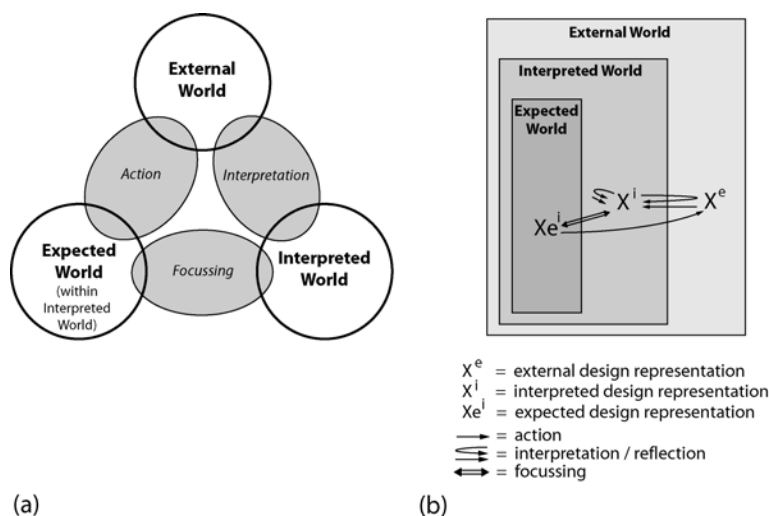 External
World
Action
Interpretation
Expected
World
(within
Interpreted
World)
Focussing
Interpreted
World
(a)
External World
Interpreted World
Expected
World
Xeⁱ
Xⁱ
Xᵉ
Xᵉ = external design representation
Xⁱ = interpreted design representation
Xeⁱ = expected design representation
= action
= interpretation / reflection
= focussing
(b)